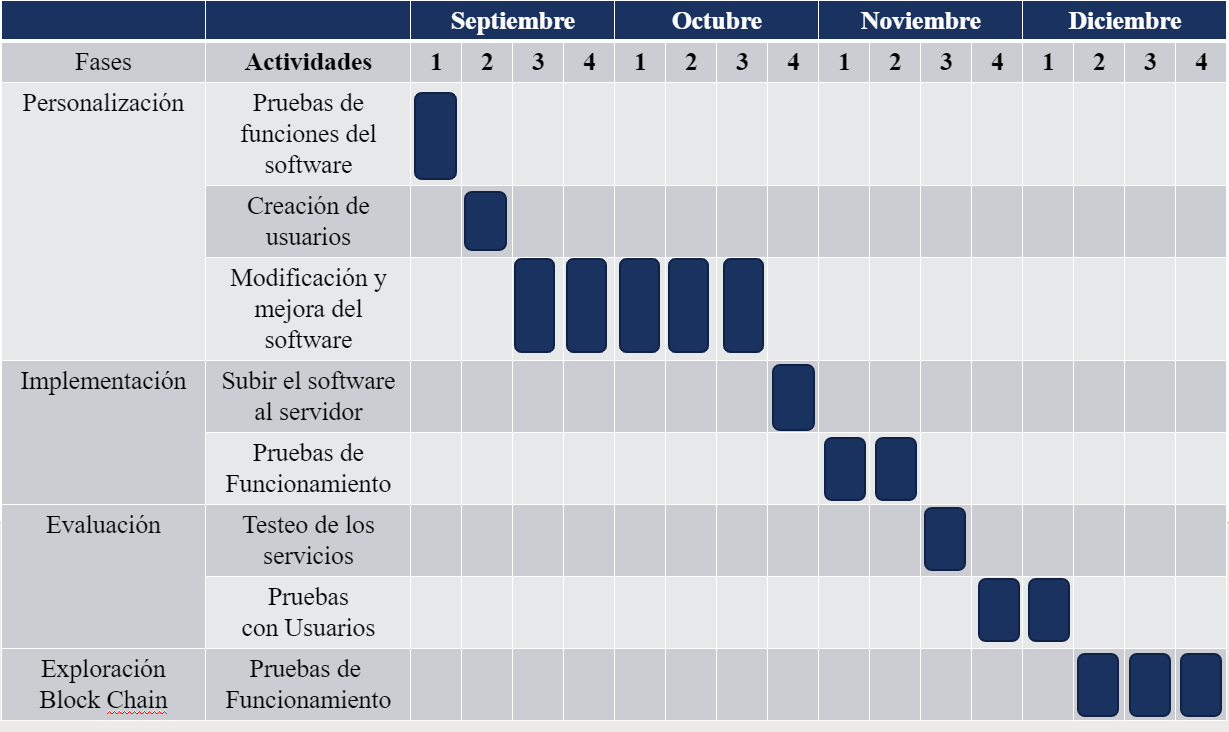 Septiembre Octubre Noviembre Diciembre
Fases Actividades 1 2 3 4 1 2 3 4 1 2 3 4 1 2 3 4
Personalización Pruebas de
funciones del
software
Creación de
usuarios
Modificación y
mejora del
software
Implementación Subir el software
al servidor
Pruebas de
Funcionamiento
Evaluación Testeo de los
servicios
Pruebas
con Usuarios
Exploración Pruebas de
Block Chain Funcionamiento